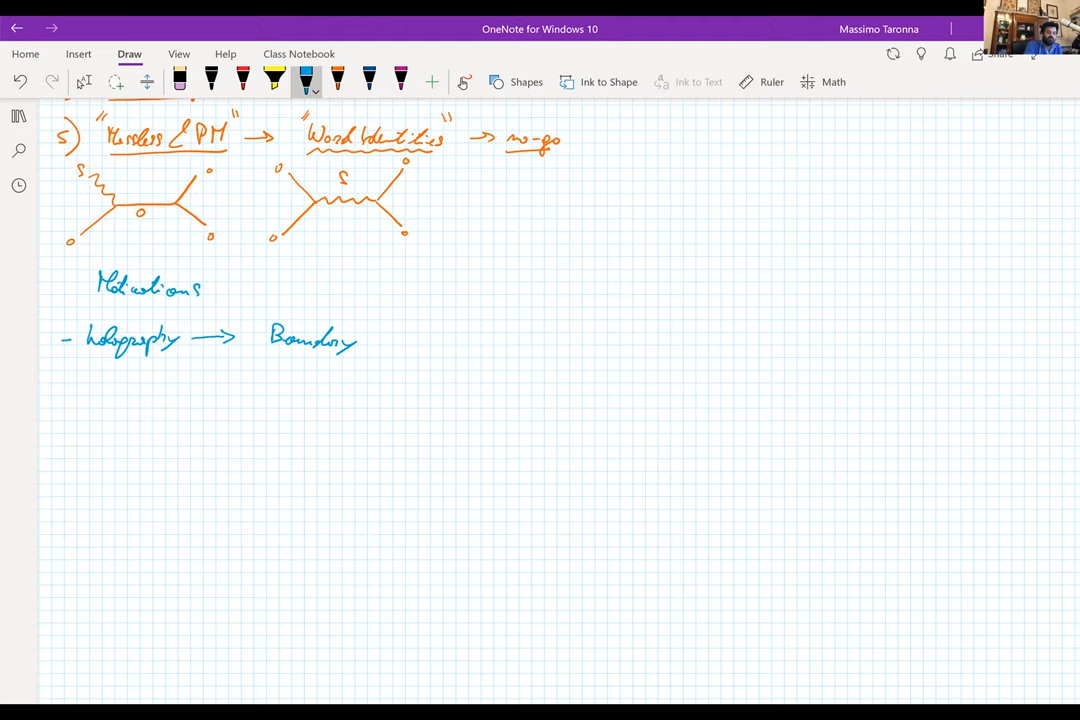 OneNote for Windows 10
Massimo Taronna
Home Insert Draw View Help Class Notebook
Share
Shapes Ink to Shape Ink to Text Ruler Math
5) "Massless & PM" → "Ward Identities" → no-go
S
0 0 0 0
0 0 S 0 0
Motivations
- holography → Boundary